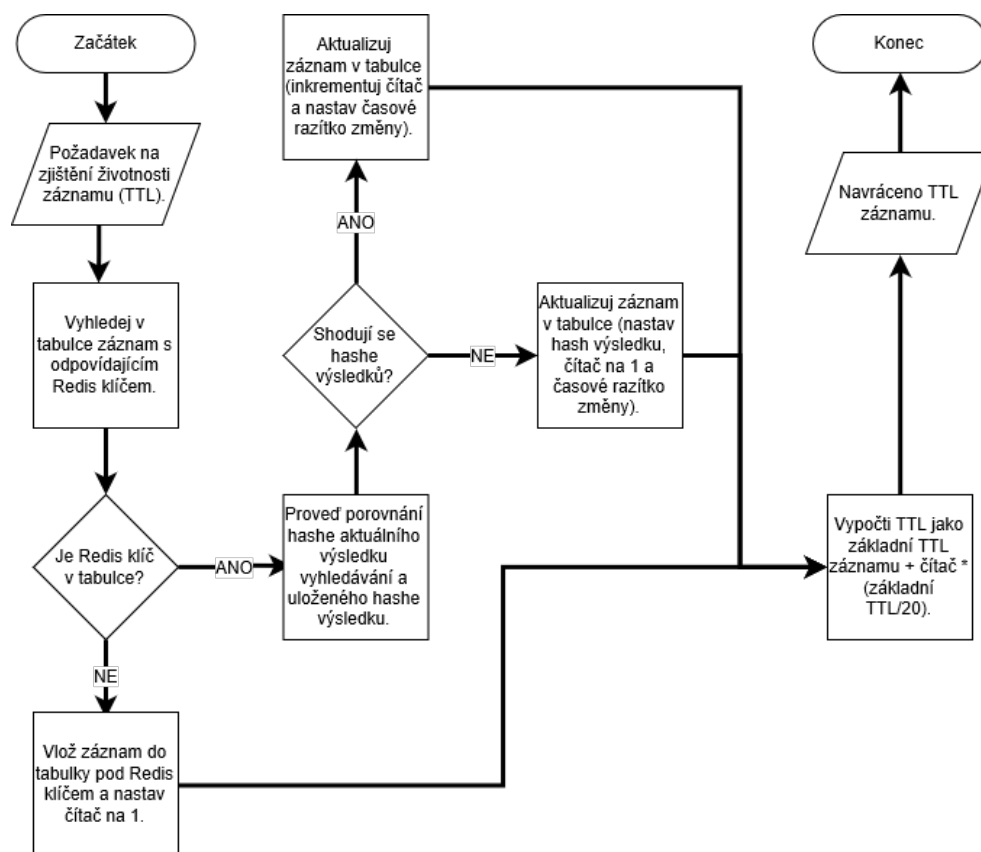 Začátek
Požadavek na
zjištění životnosti
záznamu (TTL).
Vyhledej v
tabulce záznam s
odpovídajícím
Redis klíčem.
Je Redis klíč
v tabulce?
ANO
NE
Vlož záznam do
tabulky pod Redis
klíčem a nastav
čítač na 1.
Proveď porovnání
hashe aktuálního
výsledku
vyhledávání a
uloženého hashe
výsledku.
Shodují se
hashe
výsledků?
ANO
NE
Aktualizuj
záznam v tabulce
(inkrementuj čítač
a nastav časové
razítko změny).
Aktualizuj záznam
v tabulce (nastav
hash výsledku,
čítač na 1 a
časové razítko
změny).
Vypočti TTL jako
základní TTL
záznamu + čítač *
(základní
TTL/20).
Navráceno TTL
záznamu.
Konec